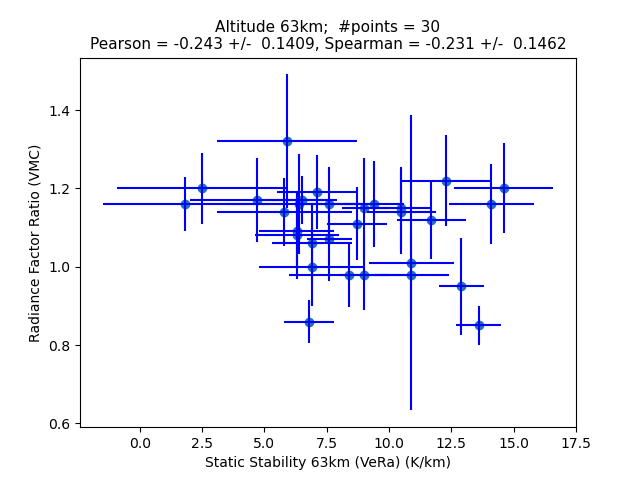 Altitude 63km;  #points = 30
Pearson = -0.243 +/-  0.1409, Spearman = -0.231 +/-  0.1462
1.4
1.2
1.0
0.8
0.6
Radiance Factor Ratio (VMC)
0.0 2.5 5.0 7.5 10.0 12.5 15.0 17.5
Static Stability 63km (VeRa) (K/km)